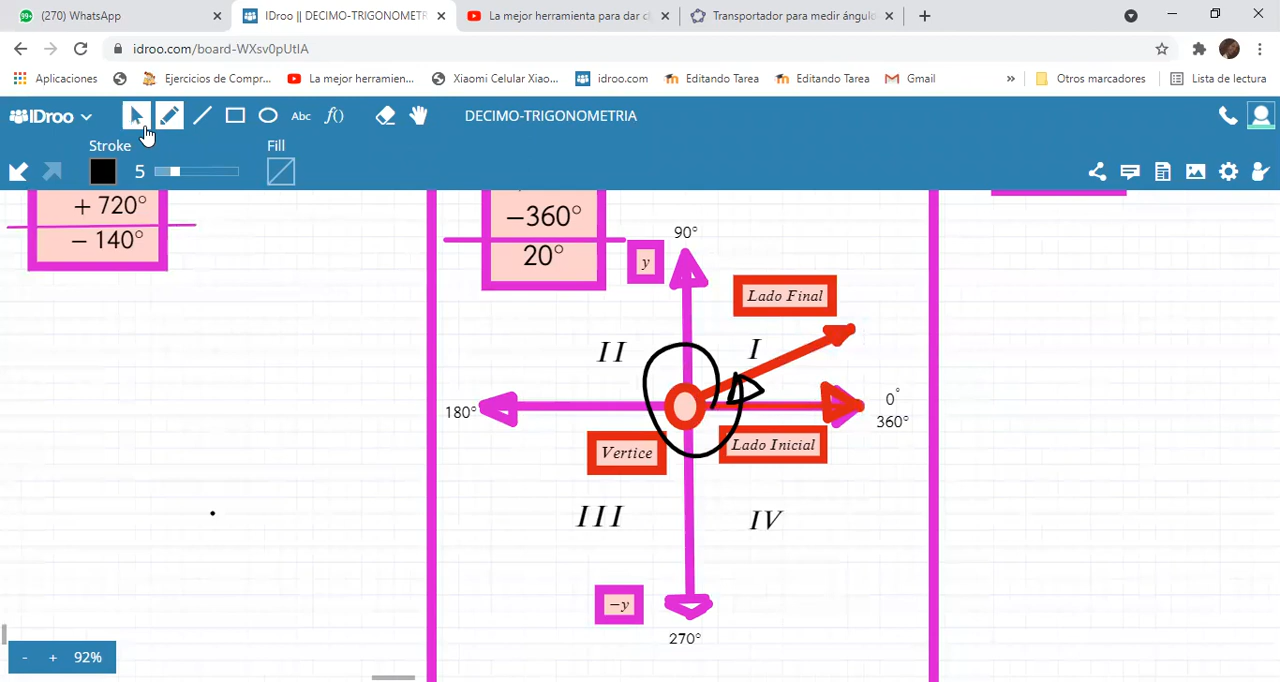 (270) WhatsApp
IDroo || DECIMO-TRIGONOMETR
La mejor herramienta para dar c
Transportador para medir ángul
99+
idroo.com/board-WXsv0pUtIA
Aplicaciones
Ejercicios de Compr...
La mejor herramien...
Xiaomi Celular Xiao...
idroo.com
Editando Tarea
Editando Tarea
Gmail
»
Otros marcadores
Lista de lectura
IDroo
Abc
f()
DECIMO-TRIGONOMETRIA
Stroke
5
Fill
+ 720°
− 140°
−360°
20°
y
90°
Lado Final
II
I
180°
0°
360°
Vertice
Lado Inicial
III
IV
−y
270°
- + 92%